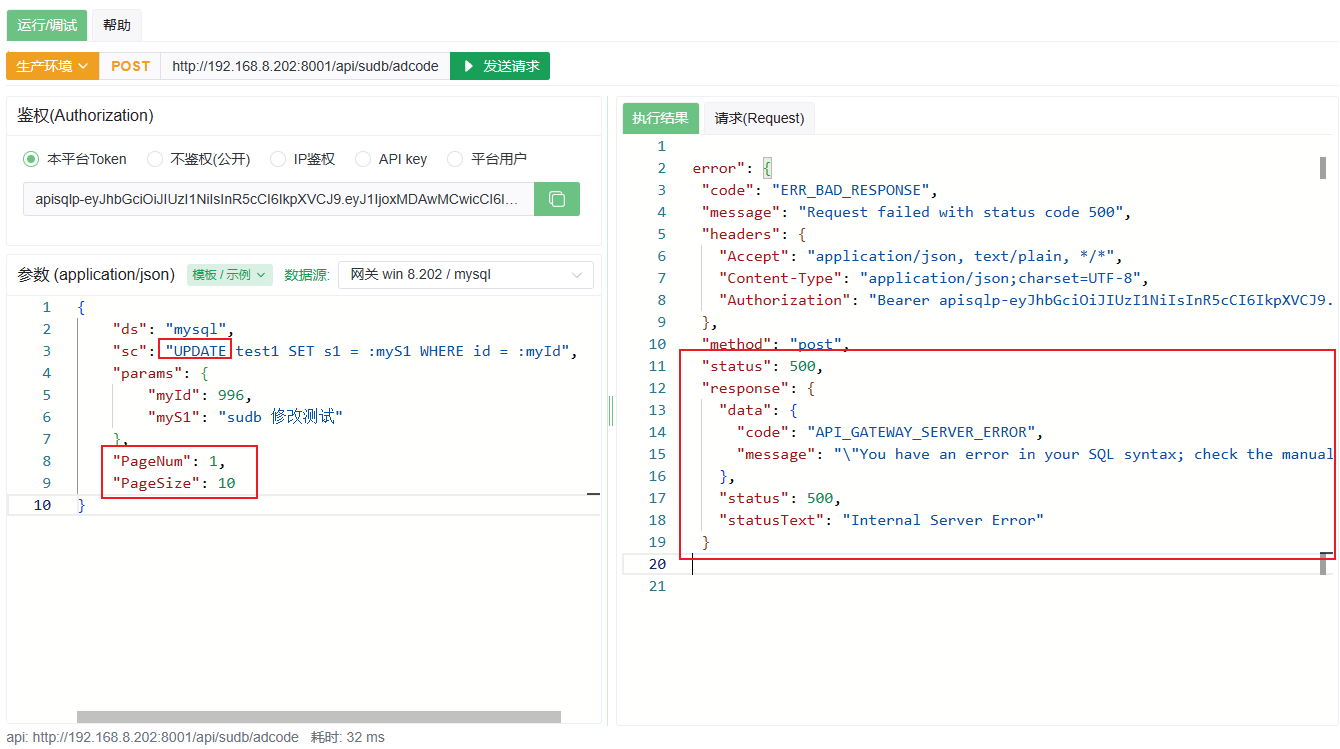 运行/调试 帮助
生产环境 POST http://192.168.8.202:8001/api/sudb/adcode 发送请求
鉴权(Authorization)
本平台Token 不鉴权(公开) IP鉴权 API key 平台用户
apisqlp-eyJhbGciOiJIUzI1NiIsInR5cCI6IkpXVCJ9.eyJ1IjoxMDAwMCwicCI6I...
参数 (application/json) 模板 / 示例 数据源: 网关 win 8.202 / mysql
1 {
2 "ds": "mysql",
3 "sc": "UPDATE test1 SET s1 = :myS1 WHERE id = :myId",
4 "params": {
5 "myId": 996,
6 "myS1": "sudb 修改测试"
7 },
8 "PageNum": 1,
9 "PageSize": 10
10 }
执行结果 请求(Request)
1
2 error": {
3 "code": "ERR_BAD_RESPONSE",
4 "message": "Request failed with status code 500",
5 "headers": {
6 "Accept": "application/json, text/plain, */*",
7 "Content-Type": "application/json;charset=UTF-8",
8 "Authorization": "Bearer apisqlp-eyJhbGciOiJIUzI1NiIsInR5cCI6IkpXVCJ9.
9 },
10 "method": "post",
11 "status": 500,
12 "response": {
13 "data": {
14 "code": "API_GATEWAY_SERVER_ERROR",
15 "message": "\"You have an error in your SQL syntax; check the manual
16 },
17 "status": 500,
18 "statusText": "Internal Server Error"
19 }
20
21
api: http://192.168.8.202:8001/api/sudb/adcode 耗时: 32 ms